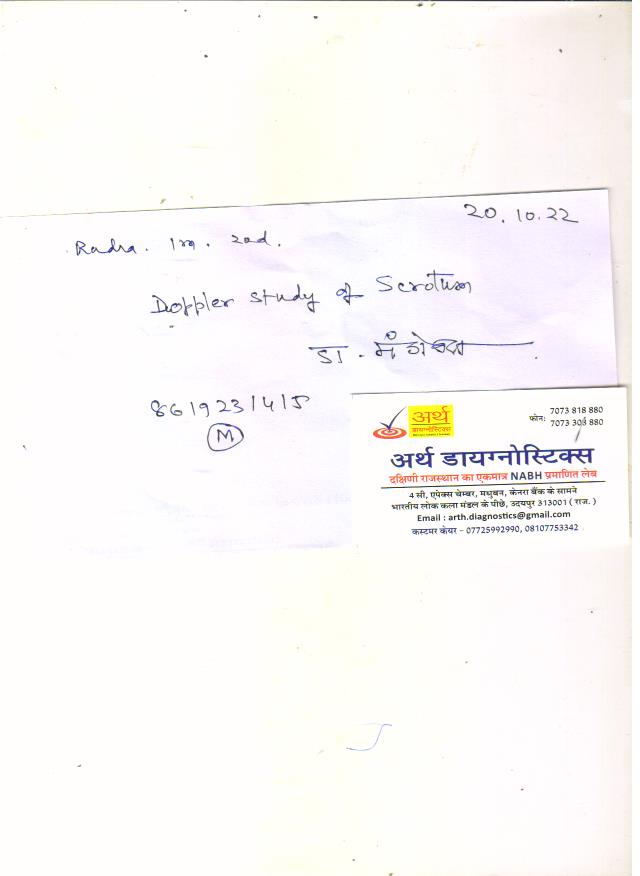 20.10.22
Rudra. 1m. 20d.
Doppler study of Scrotum
डा. मंगेश
8619231415
M
अर्थ
डायग्नोस्टिक्स
फोन: 7073 818 880
7073 303 880
अर्थ डायग्नोस्टिक्स
दक्षिणी राजस्थान का एकमात्र NABH प्रमाणित लेब
4 सी, एपेक्स चेम्बर, मधुबन, केनरा बैंक के सामने
भारतीय लोक कला मंडल के पीछे, उदयपुर 313001 ( राज. )
Email : arth.diagnostics@gmail.com
कस्टमर केयर - 07725992990, 08107753342